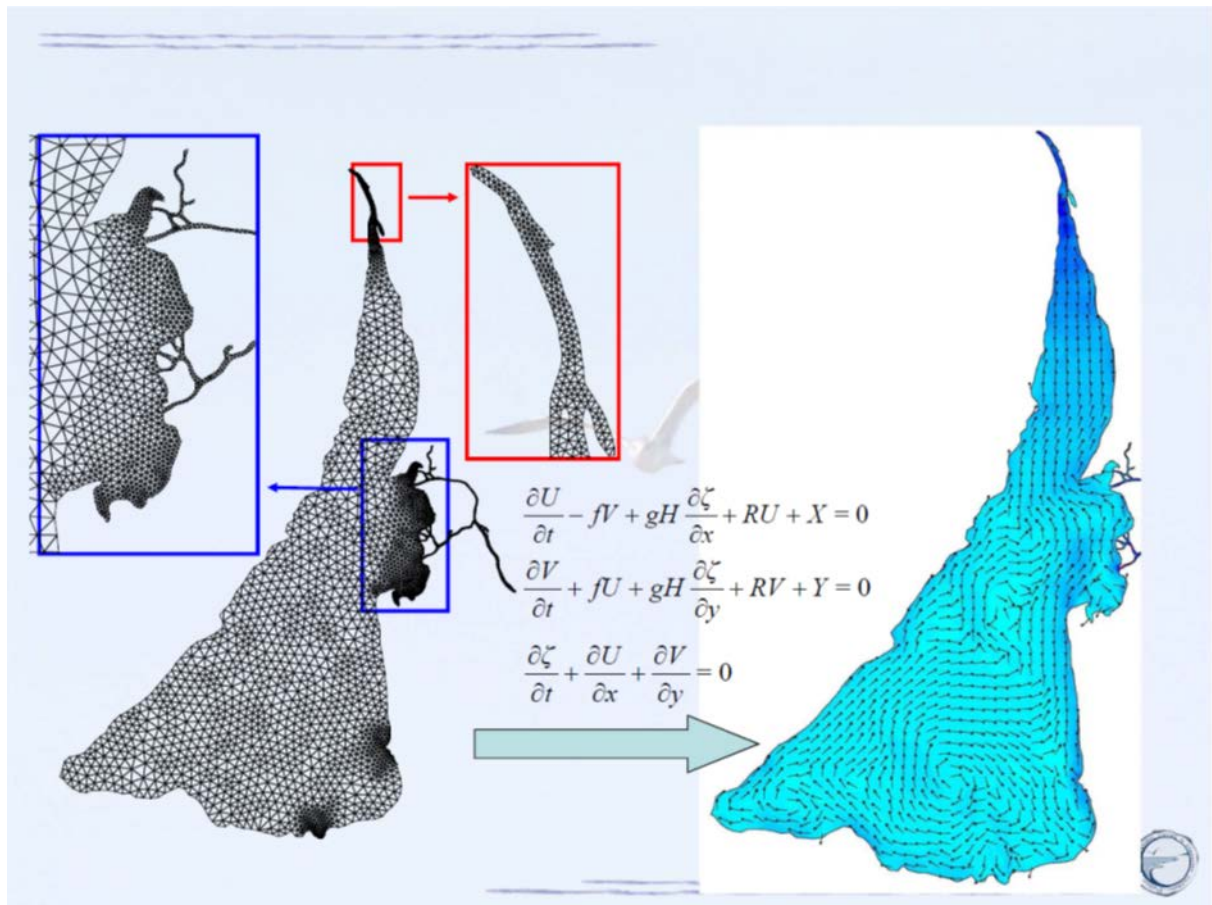 ∂U/∂t − fV + gH ∂ζ/∂x + RU + X = 0
∂V/∂t + fU + gH ∂ζ/∂y + RV + Y = 0
∂ζ/∂t + ∂U/∂x + ∂V/∂y = 0